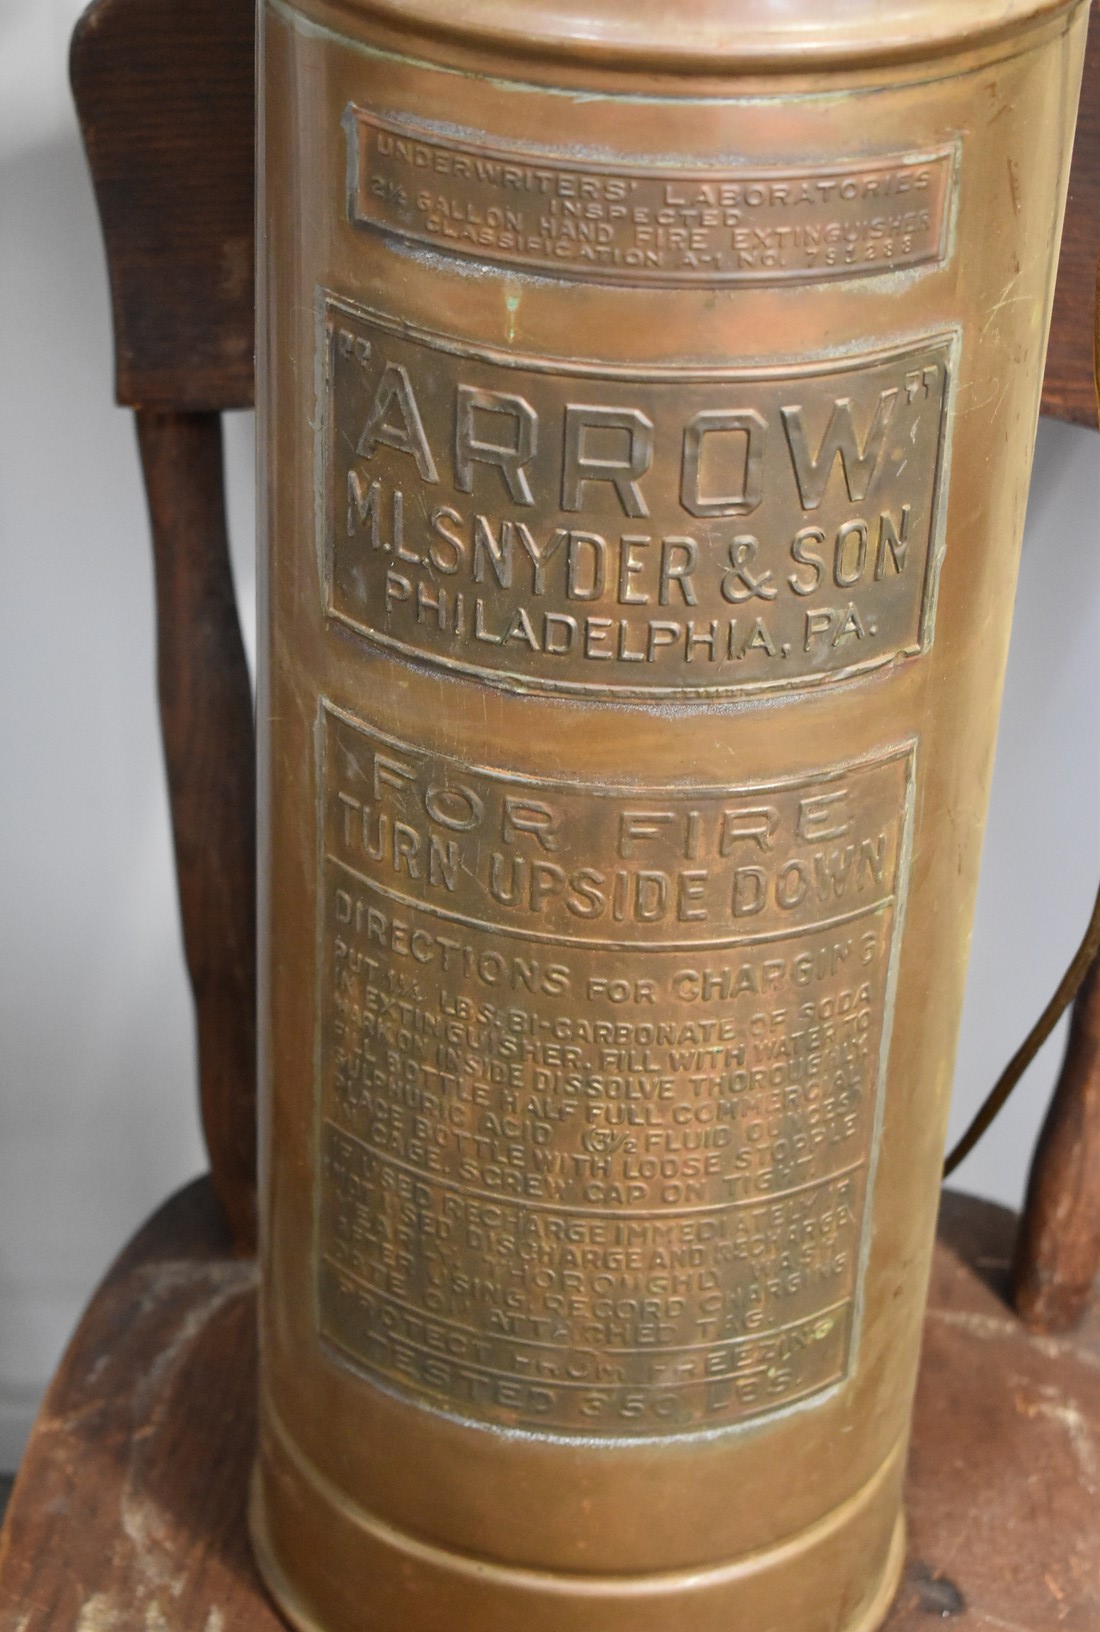 UNDERWRITERS' LABORATORIES
INSPECTED
2½ GALLON HAND FIRE EXTINGUISHER
CLASSIFICATION A-1 NO.
"ARROW"
M.L.SNYDER & SON
PHILADELPHIA, PA.
FOR FIRE
TURN UPSIDE DOWN
DIRECTIONS FOR CHARGING
PUT 1½ LBS. BI-CARBONATE OF SODA
IN EXTINGUISHER. FILL WITH WATER TO
MARK ON INSIDE DISSOLVE THOROUGHLY
FILL BOTTLE HALF FULL COMMERCIAL
SULPHURIC ACID (3½ FLUID OUNCES)
PLACE BOTTLE WITH LOOSE STOPPLE
IN CAGE. SCREW CAP ON TIGHT.
IF USED RECHARGE IMMEDIATELY IF
NOT USED DISCHARGE AND RECHARGE
YEARLY. THOROUGHLY WASH
AFTER USING. RECORD CHARGING
DATE ON ATTACHED TAG.
PROTECT FROM FREEZING
TESTED 350 LBS.